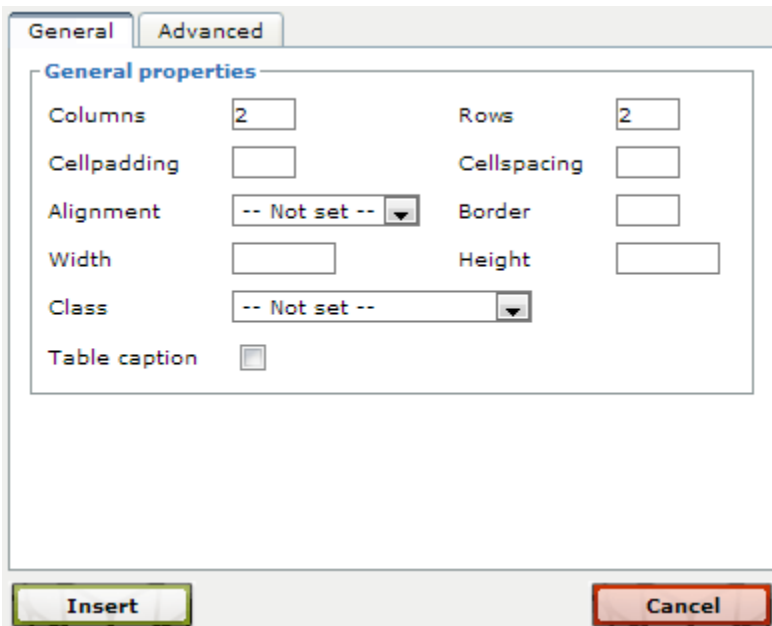 General Advanced
General properties
Columns 2 Rows 2
Cellpadding Cellspacing
Alignment -- Not set -- Border
Width Height
Class -- Not set --
Table caption
Insert Cancel